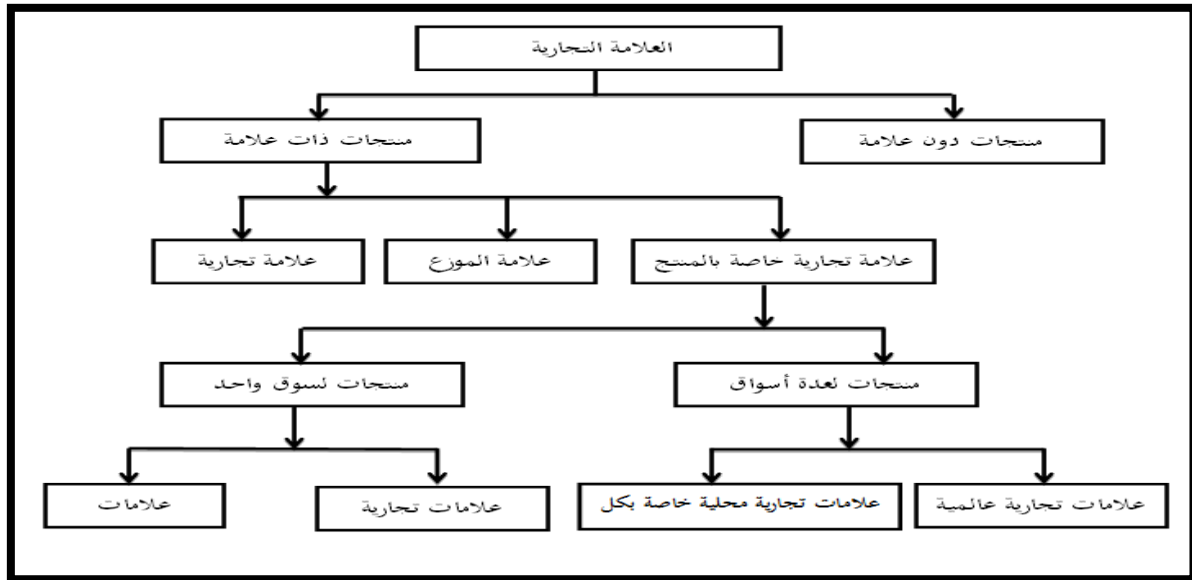 العلامة التجارية
منتجات دون علامة
منتجات ذات علامة
علامة تجارية خاصة بالمنتج
علامة الموزع
علامة تجارية
منتجات لعدة أسواق
منتجات لسوق واحد
علامات تجارية عالمية
علامات تجارية محلية خاصة بكل
علامات تجارية
علامات